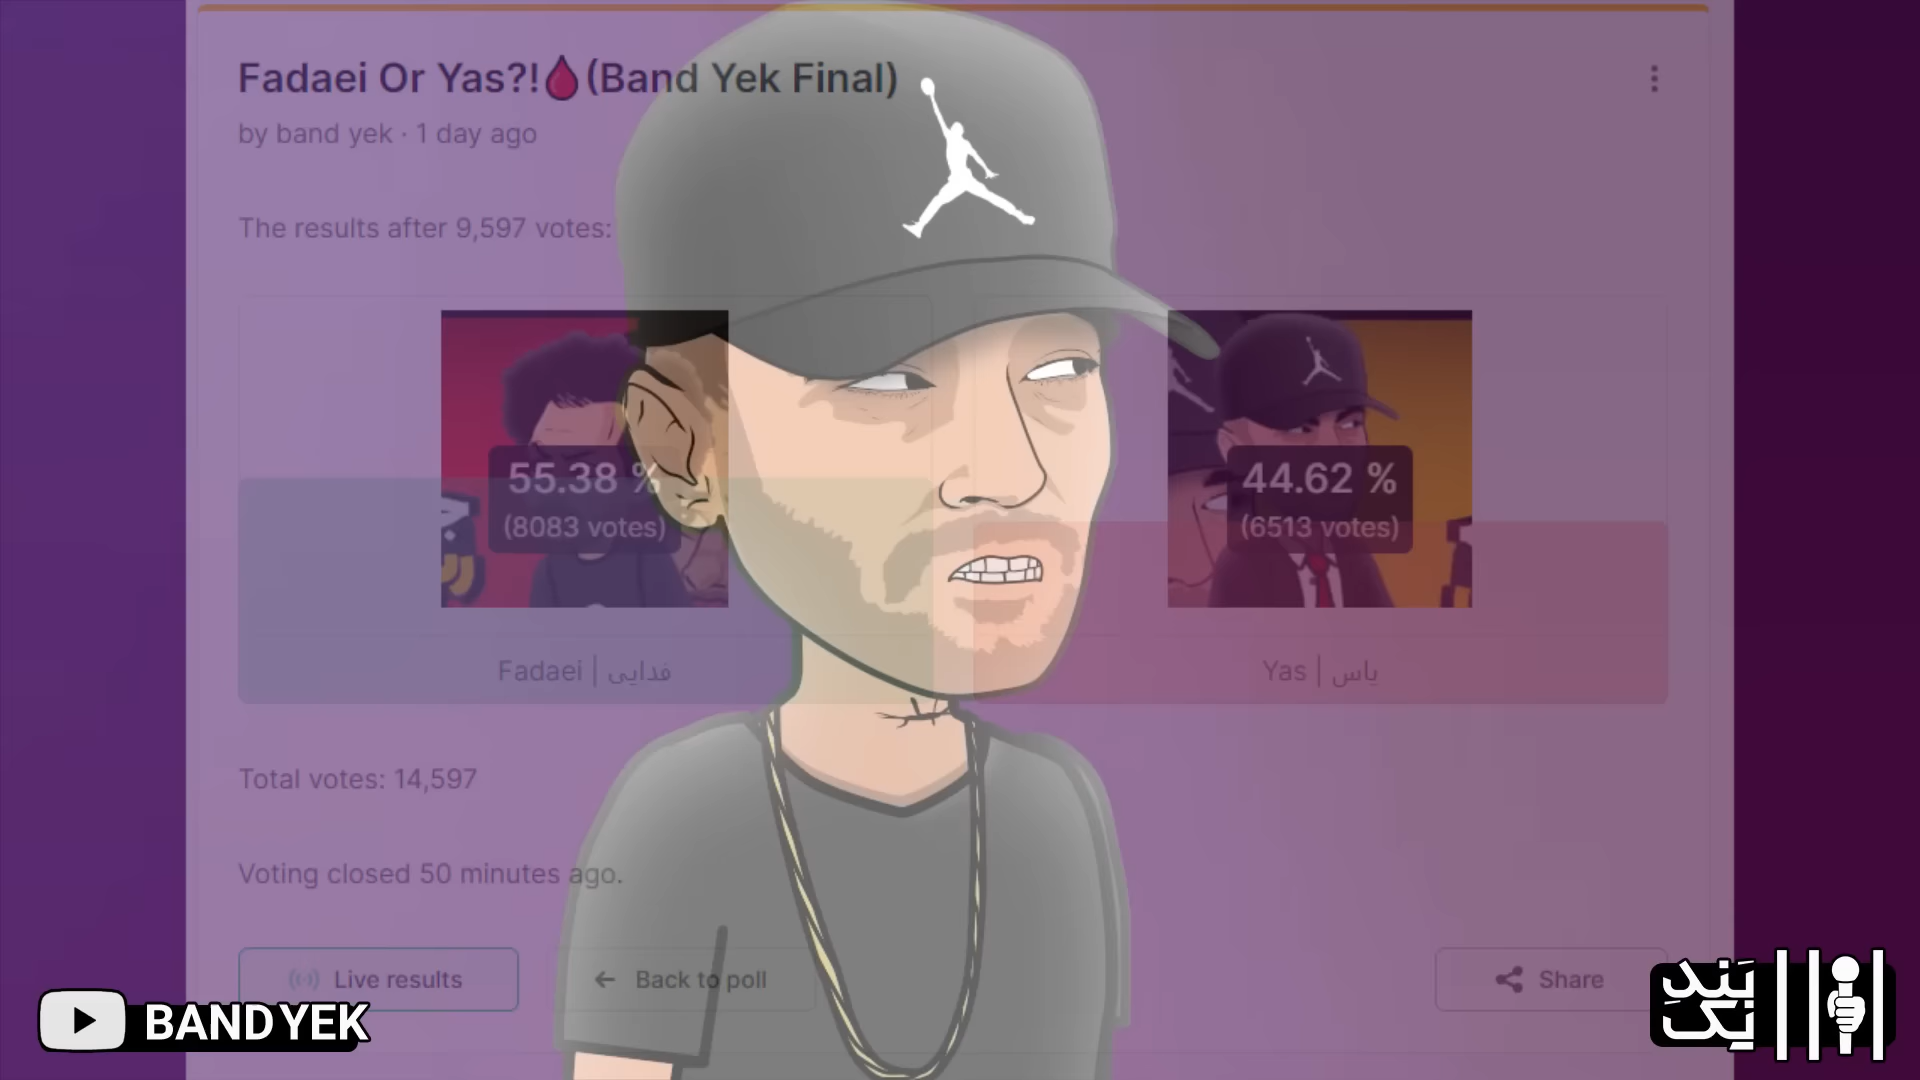 Fadaei Or Yas?!🩸(Band Yek Final)
by band yek · 1 day ago
The results after 9,597 votes:
55.38 %
(8083 votes)
44.62 %
(6513 votes)
Fadaei | فدایی
Yas | یاس
Total votes: 14,597
Voting closed 50 minutes ago.
Live results
Back to poll
Share
BANDYEK
بَندِ
یِک